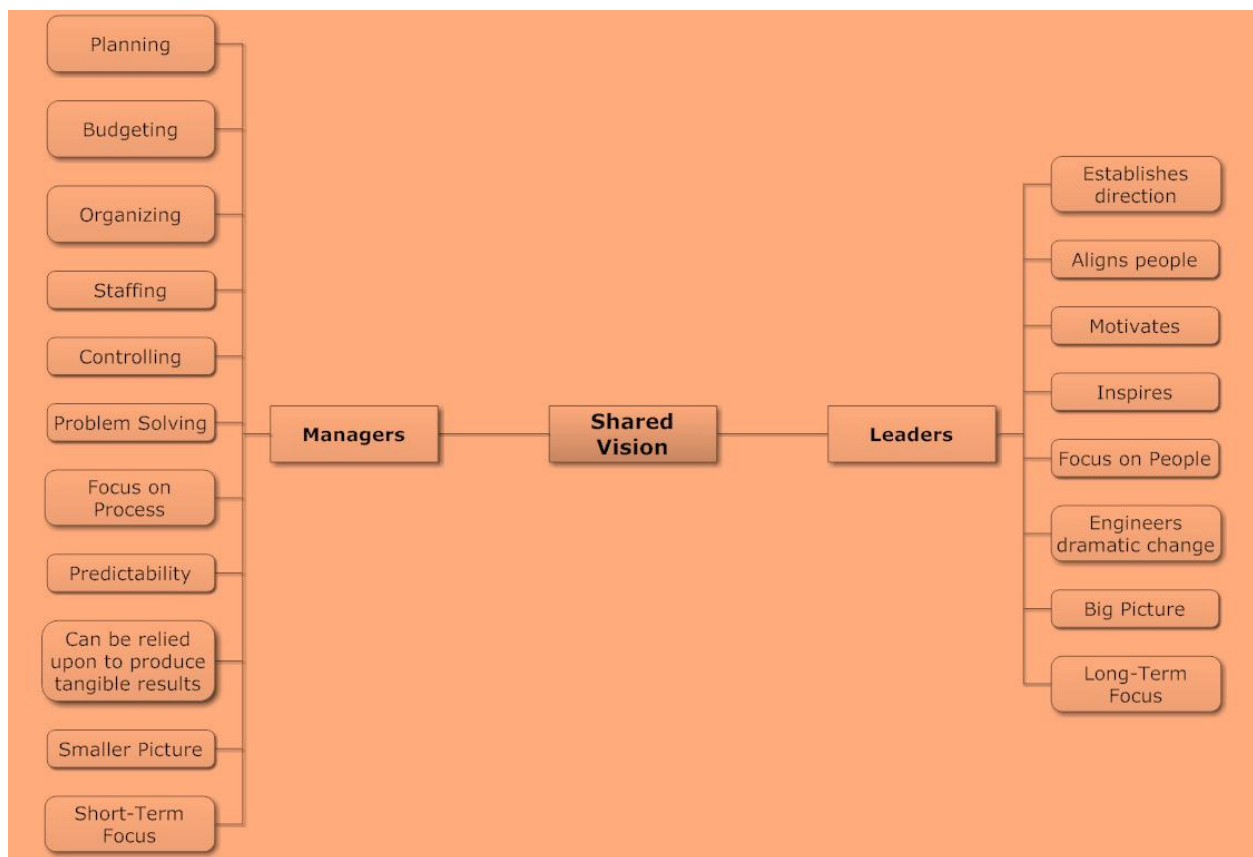 Planning
Budgeting
Organizing
Staffing
Controlling
Problem Solving
Focus on
Process
Predictability
Can be relied
upon to produce
tangible results
Smaller Picture
Short-Term
Focus
Managers
Shared
Vision
Leaders
Establishes
direction
Aligns people
Motivates
Inspires
Focus on People
Engineers
dramatic change
Big Picture
Long-Term
Focus